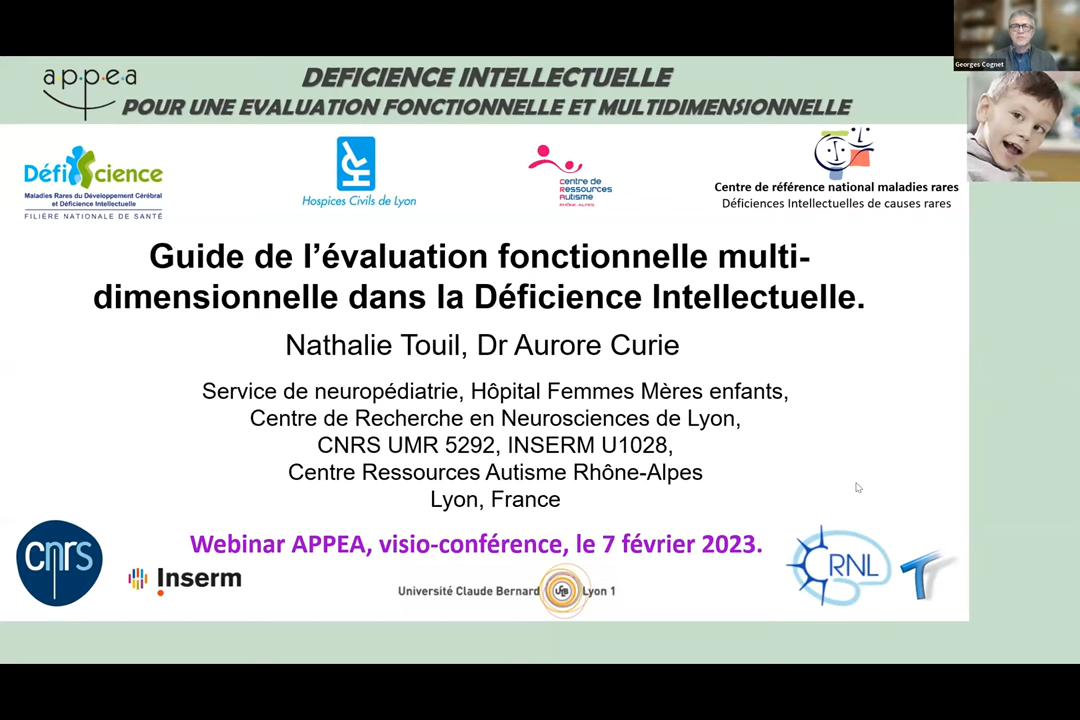 Georges Cognet
appea
DEFICIENCE INTELLECTUELLE
POUR UNE EVALUATION FONCTIONNELLE ET MULTIDIMENSIONNELLE
DéfiScience
Maladies Rares du Développement Cérébral
et Déficience Intellectuelle
FILIÈRE NATIONALE DE SANTÉ
HCL
Hospices Civils de Lyon
centre de
Ressources
Autisme
RHÔNE-ALPES
Centre de référence national maladies rares
Déficiences Intellectuelles de causes rares
Guide de l’évaluation fonctionnelle multi-
dimensionnelle dans la Déficience Intellectuelle.
Nathalie Touil, Dr Aurore Curie
Service de neuropédiatrie, Hôpital Femmes Mères enfants,
Centre de Recherche en Neurosciences de Lyon,
CNRS UMR 5292, INSERM U1028,
Centre Ressources Autisme Rhône-Alpes
Lyon, France
Webinar APPEA, visio-conférence, le 7 février 2023.
cnrs
Inserm
Université Claude Bernard UCB Lyon 1
CRNL
T